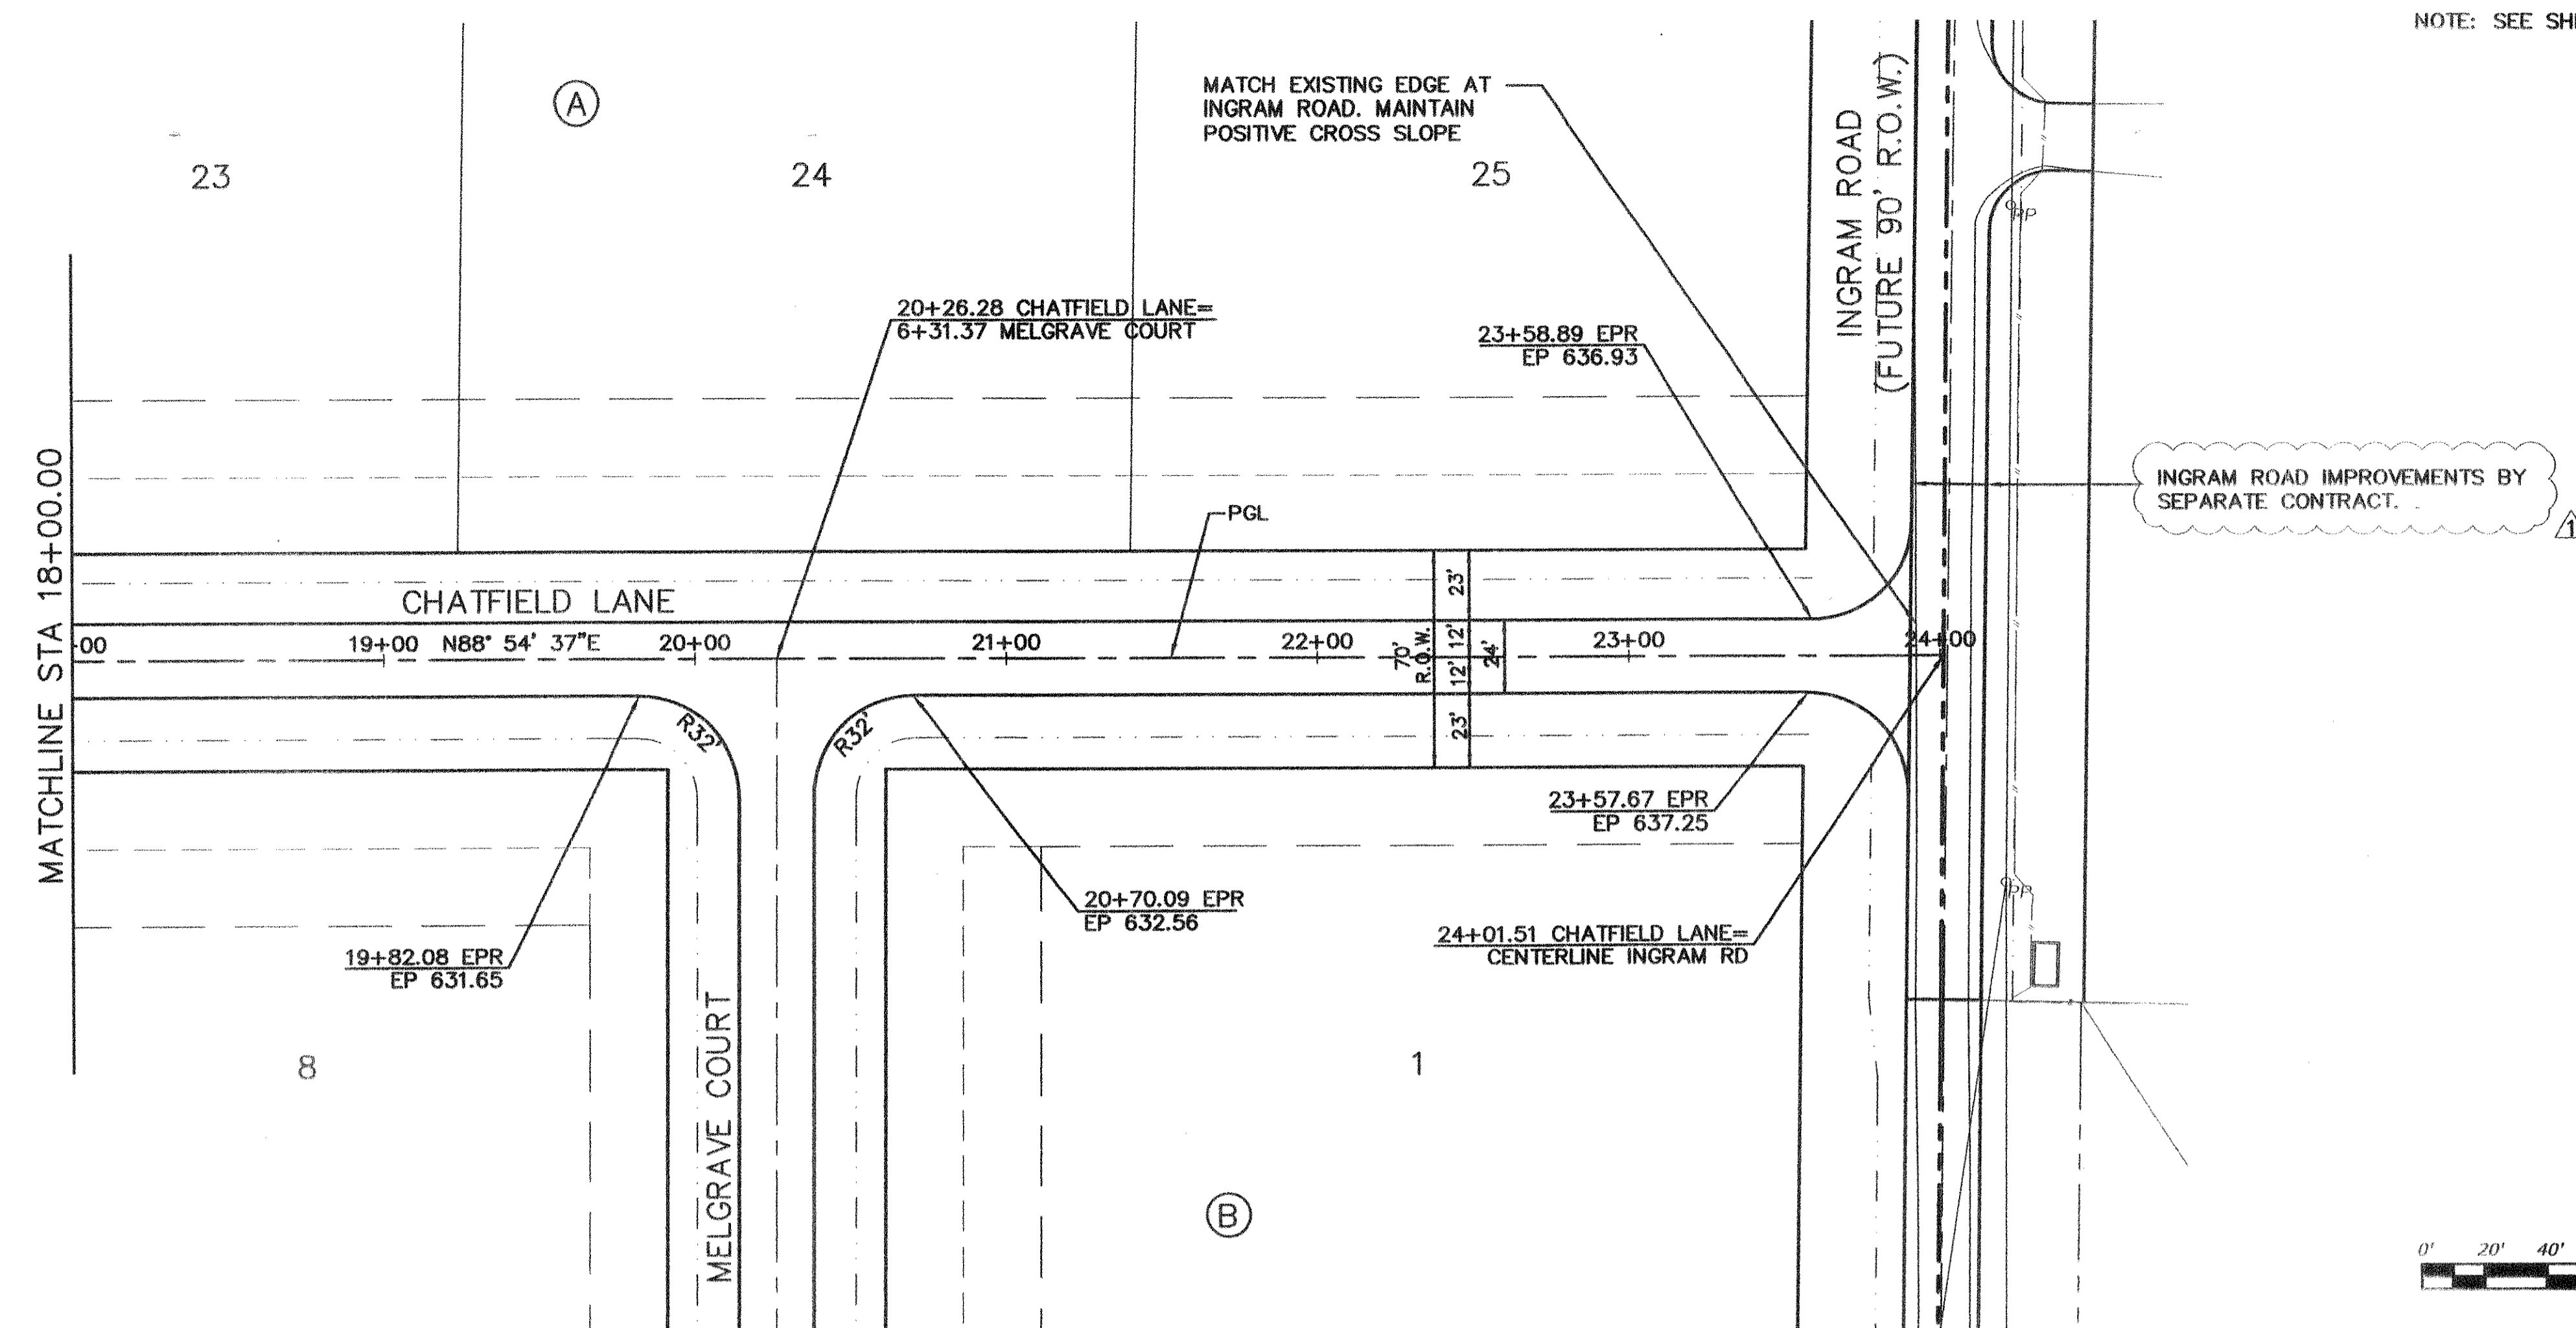 NOTE: SEE
A
23
24
25
MATCH EXISTING EDGE AT
INGRAM ROAD. MAINTAIN
POSITIVE CROSS SLOPE
INGRAM ROAD
(FUTURE 90' R.O.W.)
PP
20+26.28 CHATFIELD LANE=
6+31.37 MELGRAVE COURT
23+58.89 EPR
EP 636.93
INGRAM ROAD IMPROVEMENTS BY
SEPARATE CONTRACT.
1
PGL
MATCHLINE STA 18+00.00
CHATFIELD LANE
+00
19+00
N88° 54' 37"E
20+00
21+00
22+00
70'
R.O.W.
23'
12'
12'
23'
24'
23+00
24+00
R32'
R32'
23+57.67 EPR
EP 637.25
20+70.09 EPR
EP 632.56
24+01.51 CHATFIELD LANE=
CENTERLINE INGRAM RD
19+82.08 EPR
EP 631.65
PP
MELGRAVE COURT
8
1
B
0' 20' 40'